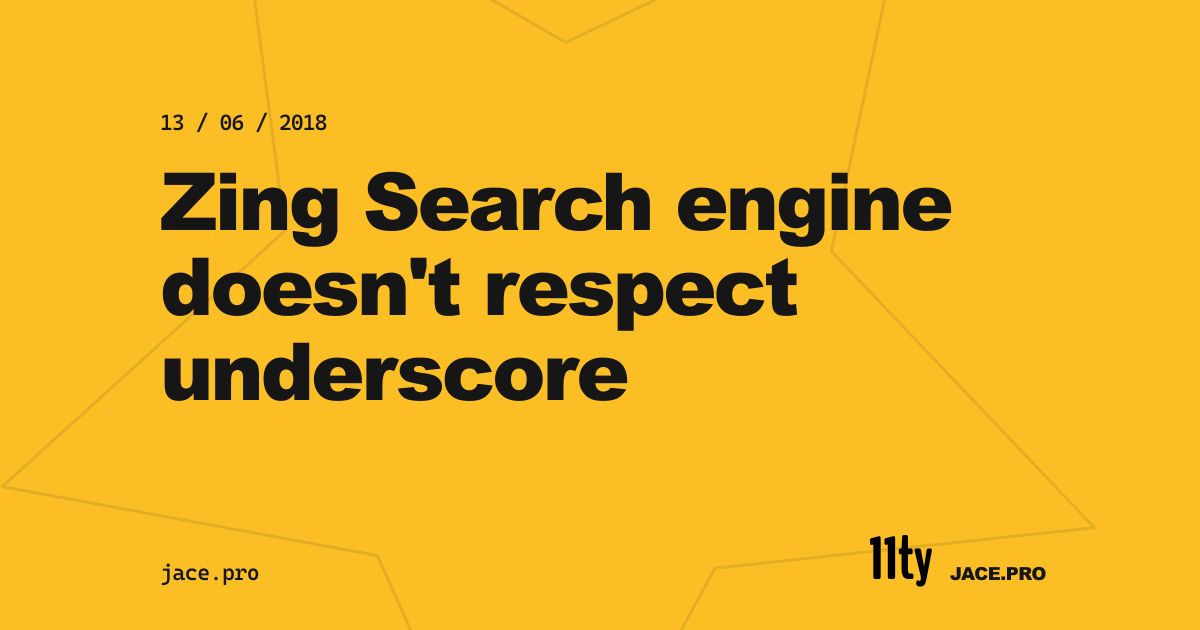 13 / 06 / 2018
Zing Search engine
doesn't respect
underscore
jace.pro
11ty JACE.PRO